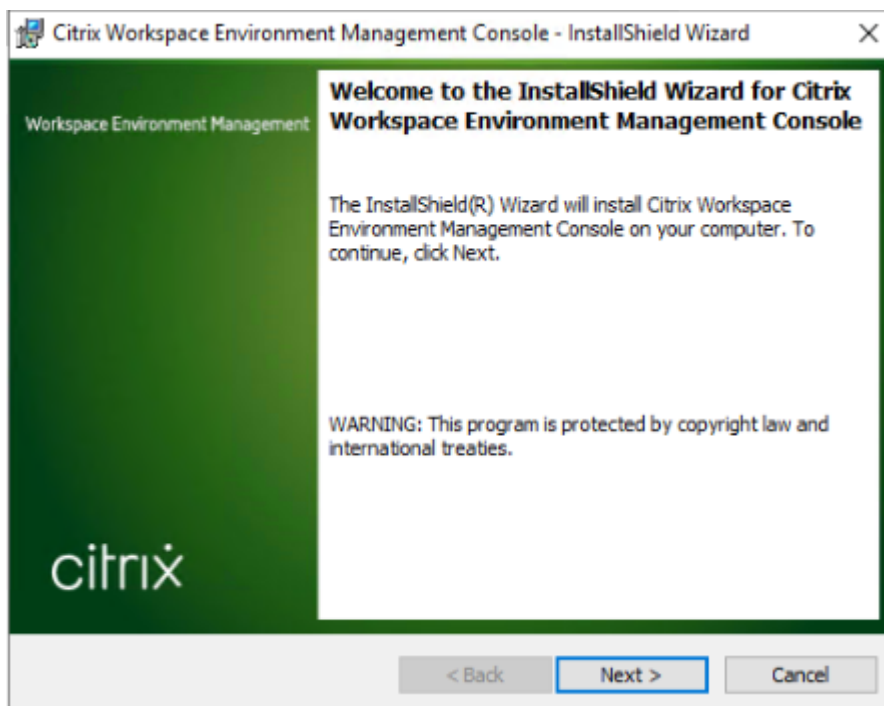 Citrix Workspace Environment Management Console - InstallShield Wizard
Workspace Environment Management
Welcome to the InstallShield Wizard for Citrix
Workspace Environment Management Console
The InstallShield(R) Wizard will install Citrix Workspace
Environment Management Console on your computer. To
continue, click Next.
WARNING: This program is protected by copyright law and
international treaties.
citrix
< Back
Next >
Cancel